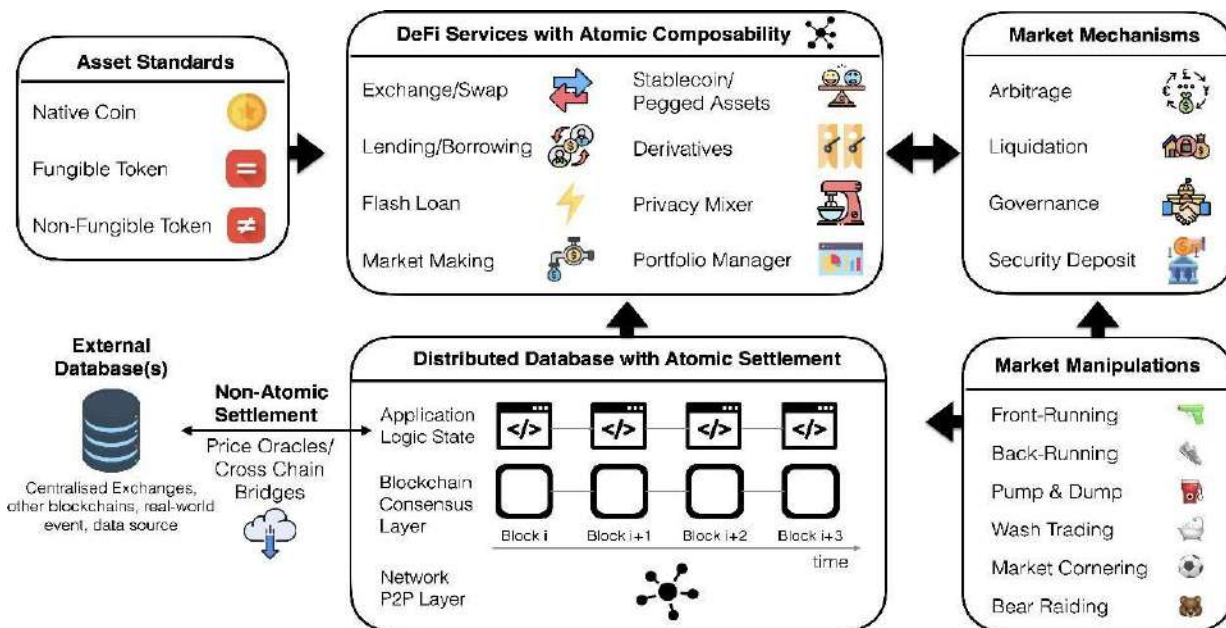 Asset Standards
Native Coin
Fungible Token
Non-Fungible Token
DeFi Services with Atomic Composability
Exchange/Swap
Lending/Borrowing
Flash Loan
Market Making
Stablecoin/
Pegged Assets
Derivatives
Privacy Mixer
Portfolio Manager
Market Mechanisms
Arbitrage
Liquidation
Governance
Security Deposit
External
Database(s)
Centralised Exchanges,
other blockchains, real-world
event, data source
Non-Atomic
Settlement
Price Oracles/
Cross Chain
Bridges
Distributed Database with Atomic Settlement
Application
Logic State
</> </> </> </>
Blockchain
Consensus
Layer
Block i Block i+1 Block i+2 Block i+3
time
Network
P2P Layer
Market Manipulations
Front-Running
Back-Running
Pump & Dump
Wash Trading
Market Cornering
Bear Raiding